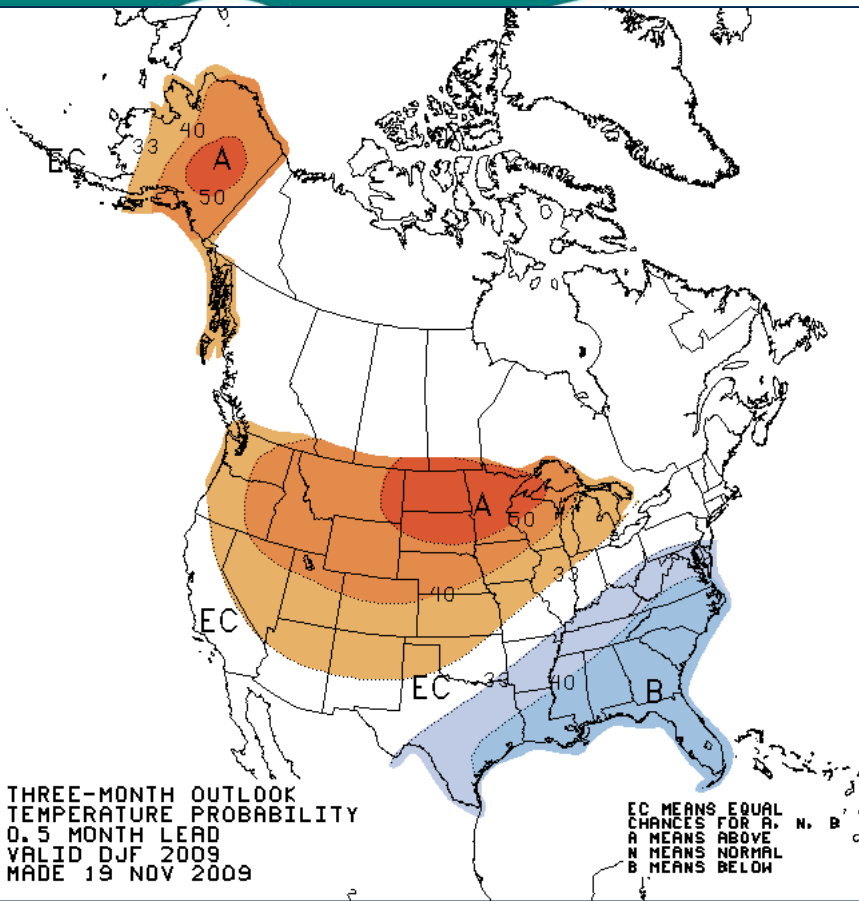 40
33
EC
A
50
A
50
33
40
EC
EC
33
40
B
THREE-MONTH OUTLOOK
TEMPERATURE PROBABILITY
0.5 MONTH LEAD
VALID DJF 2009
MADE 19 NOV 2009
EC MEANS EQUAL
CHANCES FOR A, N, B
A MEANS ABOVE
N MEANS NORMAL
B MEANS BELOW